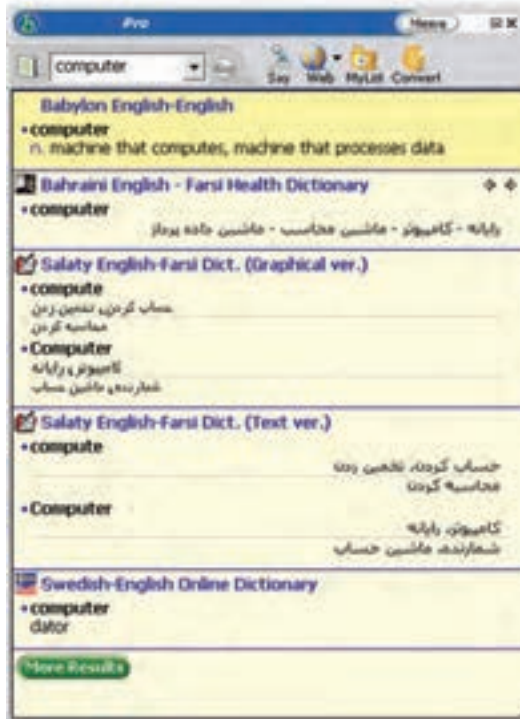 Pro
Menu
computer
Say Web MyList Convert
Babylon English-English
•computer
n. machine that computes, machine that processes data
Bahraini English - Farsi Health Dictionary
•computer
رایانه - کامپیوتر - ماشین محاسب - ماشین داده پرداز
Salaty English-Farsi Dict. (Graphical ver.)
•compute
حساب کردن، تخمین زدن
محاسبه کردن
•Computer
کامپیوتر، رایانه
شمارنده، ماشین حساب
Salaty English-Farsi Dict. (Text ver.)
•compute
حساب کردن، تخمین زدن
محاسبه کردن
•Computer
کامپیوتر، رایانه
شمارنده، ماشین حساب
Swedish-English Online Dictionary
•computer
dator
More Results